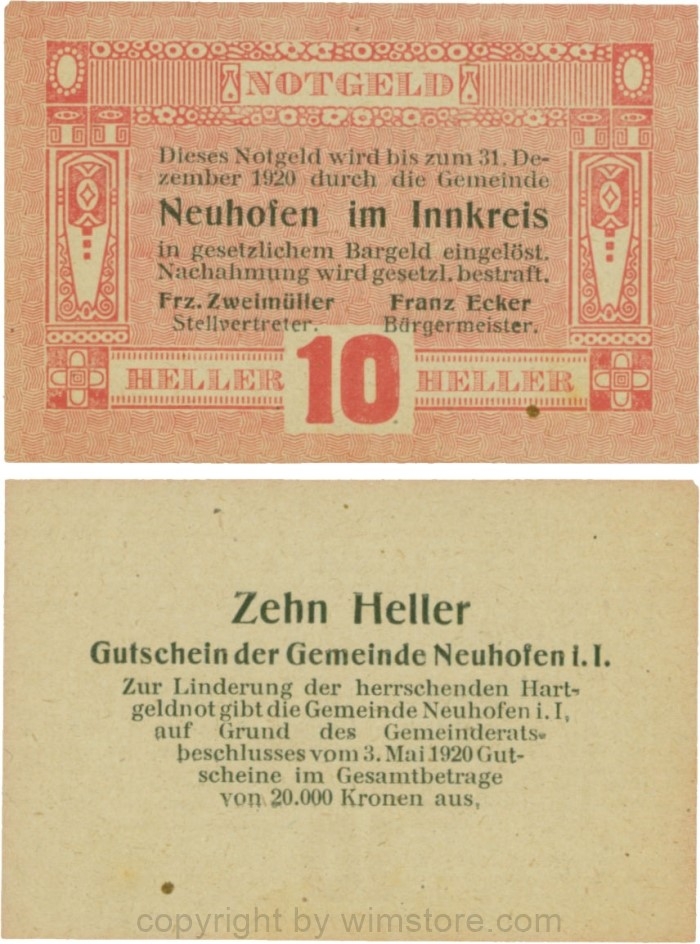 NOTGELD
Dieses Notgeld wird bis zum 31. De-
zember 1920 durch die Gemeinde
Neuhofen im Innkreis
in gesetzlichem Bargeld eingelöst.
Nachahmung wird gesetzl. bestraft.
Frz. Zweimüller Franz Ecker
Stellvertreter. Bürgermeister.
HELLER 10 HELLER
Zehn Heller
Gutschein der Gemeinde Neuhofen i. I.
Zur Linderung der herrschenden Hart-
geldnot gibt die Gemeinde Neuhofen i. I.
auf Grund des Gemeinderats-
beschlusses vom 3. Mai 1920 Gut-
scheine im Gesamtbetrage
von 20.000 Kronen aus.
copyright by wimstore.com